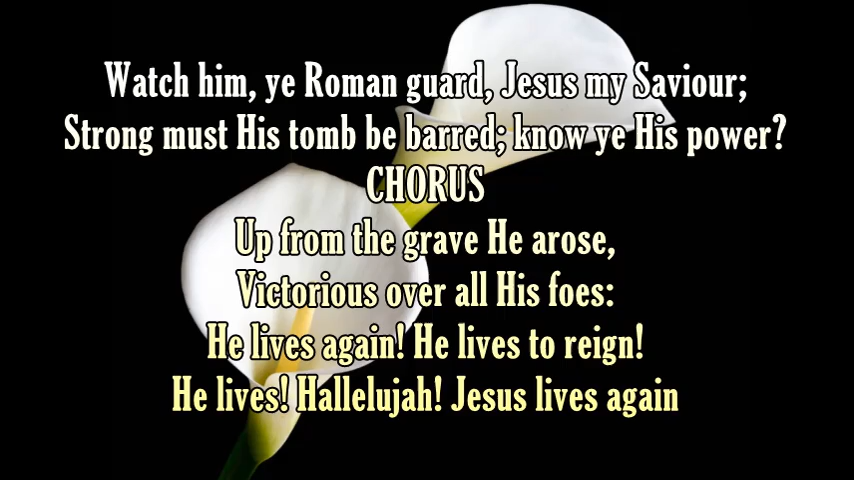 Watch him, ye Roman guard, Jesus my Saviour;
Strong must His tomb be barred; know ye His power?
CHORUS
Up from the grave He arose,
Victorious over all His foes:
He lives again! He lives to reign!
He lives! Hallelujah! Jesus lives again